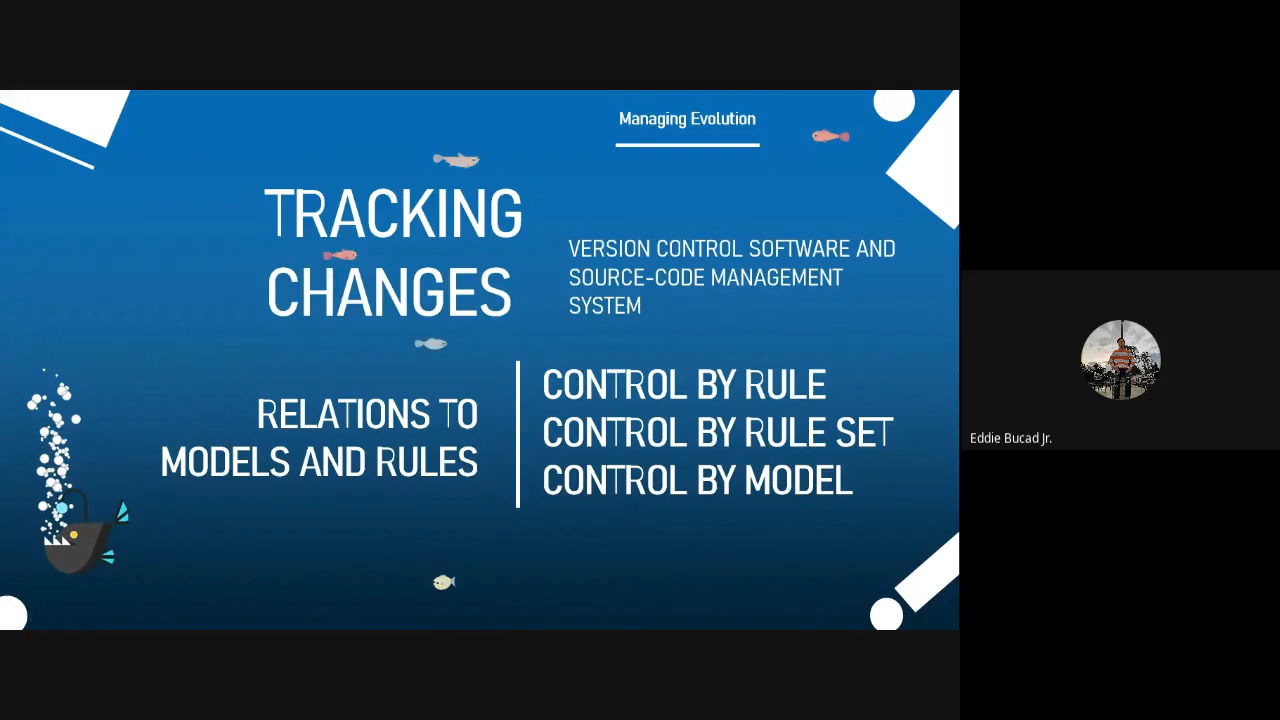 Managing Evolution
TRACKING
CHANGES
VERSION CONTROL SOFTWARE AND
SOURCE-CODE MANAGEMENT
SYSTEM
RELATIONS TO
MODELS AND RULES
CONTROL BY RULE
CONTROL BY RULE SET
CONTROL BY MODEL
Eddie Bucad Jr.